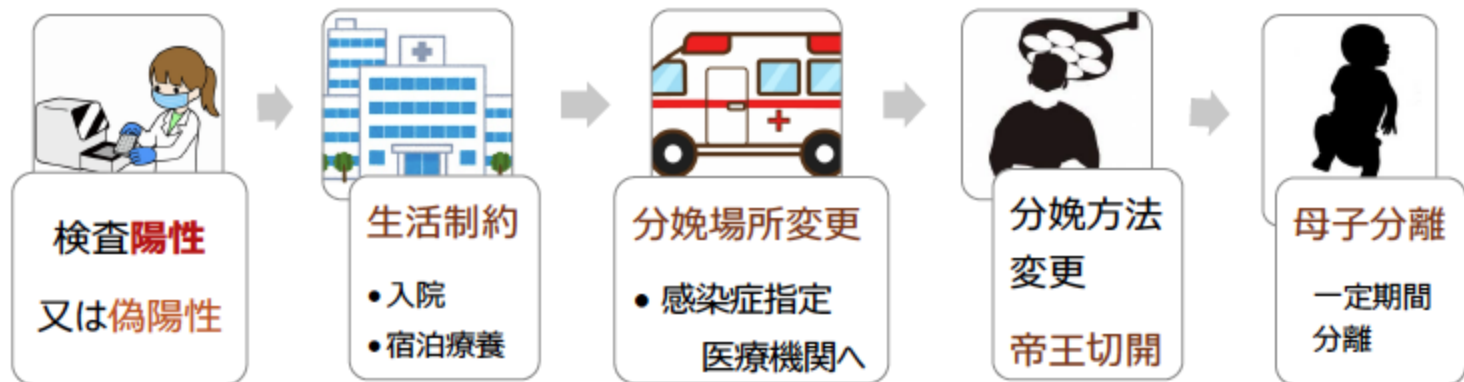 検査陽性
又は偽陽性
生活制約
•入院
•宿泊療養
分娩場所変更
• 感染症指定
医療機関へ
分娩方法
変更
帝王切開
母子分離
一定期間
分離